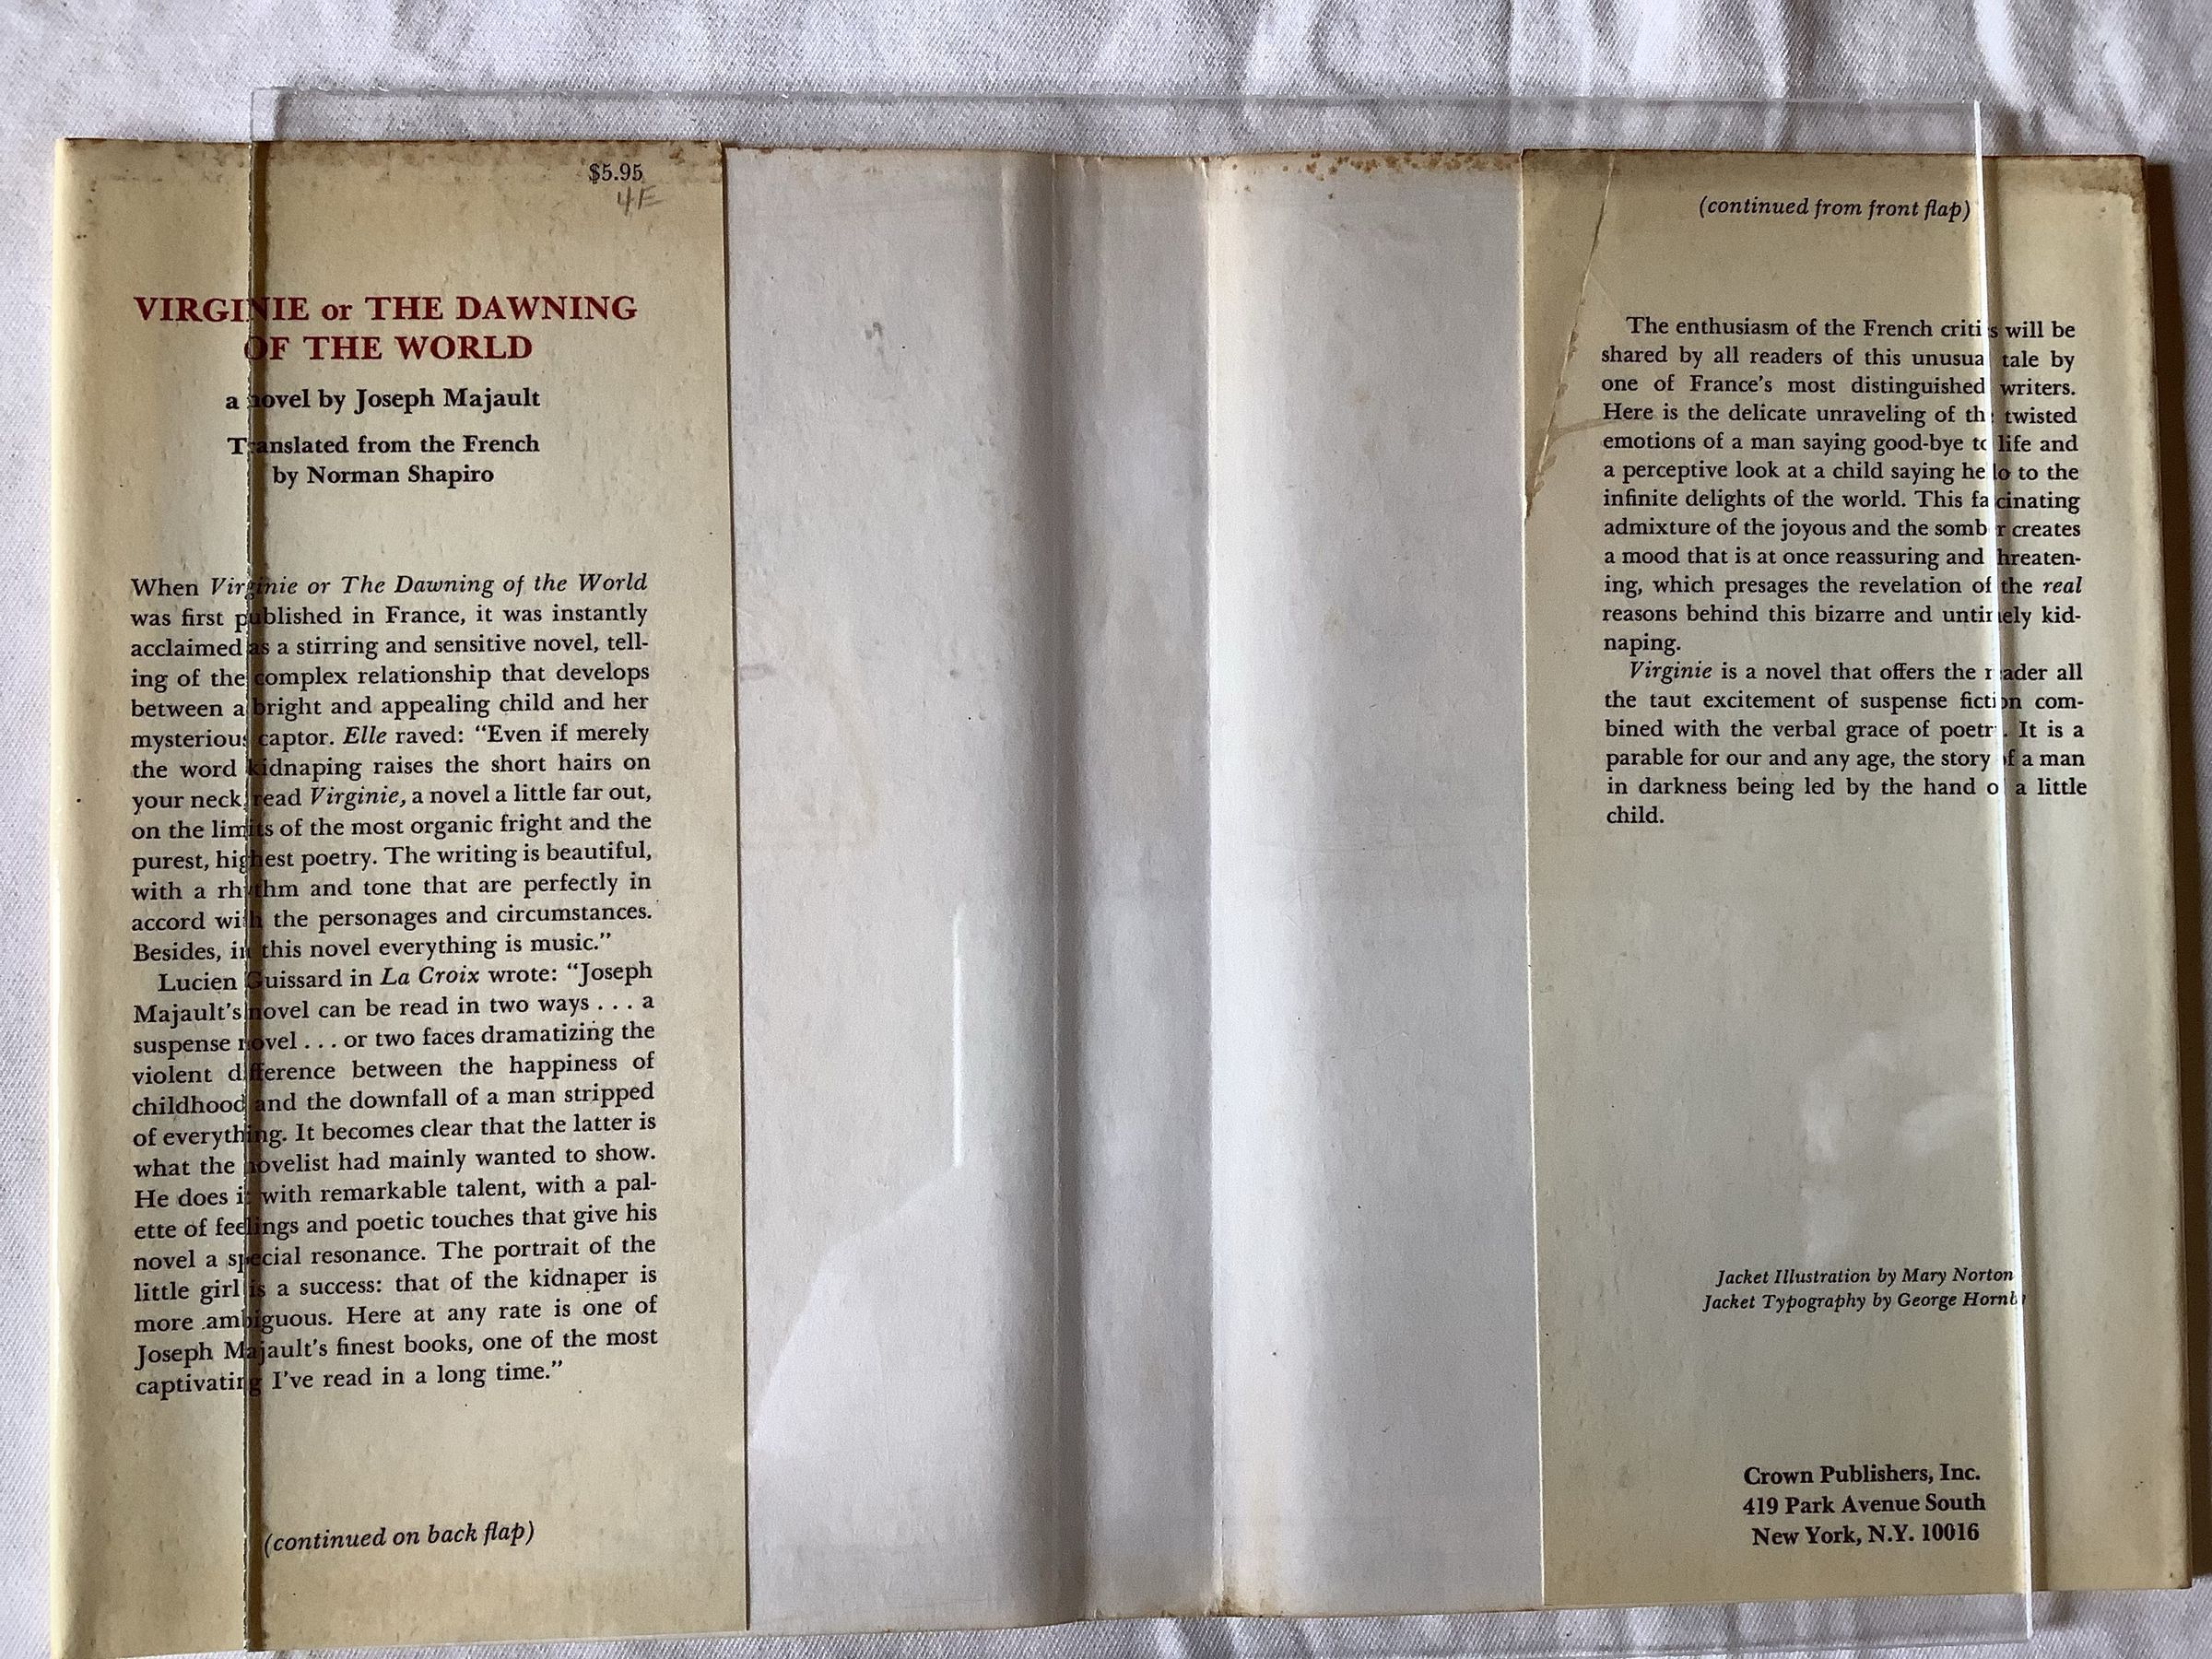 $5.95
4E
VIRGINIE or THE DAWNING
OF THE WORLD
a novel by Joseph Majault
Translated from the French
by Norman Shapiro
When Virginie or The Dawning of the World
was first published in France, it was instantly
acclaimed as a stirring and sensitive novel, tell-
ing of the complex relationship that develops
between a bright and appealing child and her
mysterious captor. Elle raved: “Even if merely
the word kidnaping raises the short hairs on
your neck, read Virginie, a novel a little far out,
on the limits of the most organic fright and the
purest, highest poetry. The writing is beautiful,
with a rhythm and tone that are perfectly in
accord with the personages and circumstances.
Besides, in this novel everything is music.”
Lucien Guissard in La Croix wrote: “Joseph
Majault's novel can be read in two ways . . . a
suspense novel . . . or two faces dramatizing the
violent difference between the happiness of
childhood and the downfall of a man stripped
of everything. It becomes clear that the latter is
what the novelist had mainly wanted to show.
He does it with remarkable talent, with a pal-
ette of feelings and poetic touches that give his
novel a special resonance. The portrait of the
little girl is a success: that of the kidnaper is
more ambiguous. Here at any rate is one of
Joseph Majault's finest books, one of the most
captivating I've read in a long time.”
(continued on back flap)
(continued from front flap)
The enthusiasm of the French critics will be
shared by all readers of this unusual tale by
one of France's most distinguished writers.
Here is the delicate unraveling of the twisted
emotions of a man saying good-bye to life and
a perceptive look at a child saying hello to the
infinite delights of the world. This fascinating
admixture of the joyous and the somber creates
a mood that is at once reassuring and threaten-
ing, which presages the revelation of the real
reasons behind this bizarre and untimely kid-
naping.
Virginie is a novel that offers the reader all
the taut excitement of suspense fiction com-
bined with the verbal grace of poetry. It is a
parable for our and any age, the story of a man
in darkness being led by the hand of a little
child.
Jacket Illustration by Mary Norton
Jacket Typography by George Hornby
Crown Publishers, Inc.
419 Park Avenue South
New York, N.Y. 10016